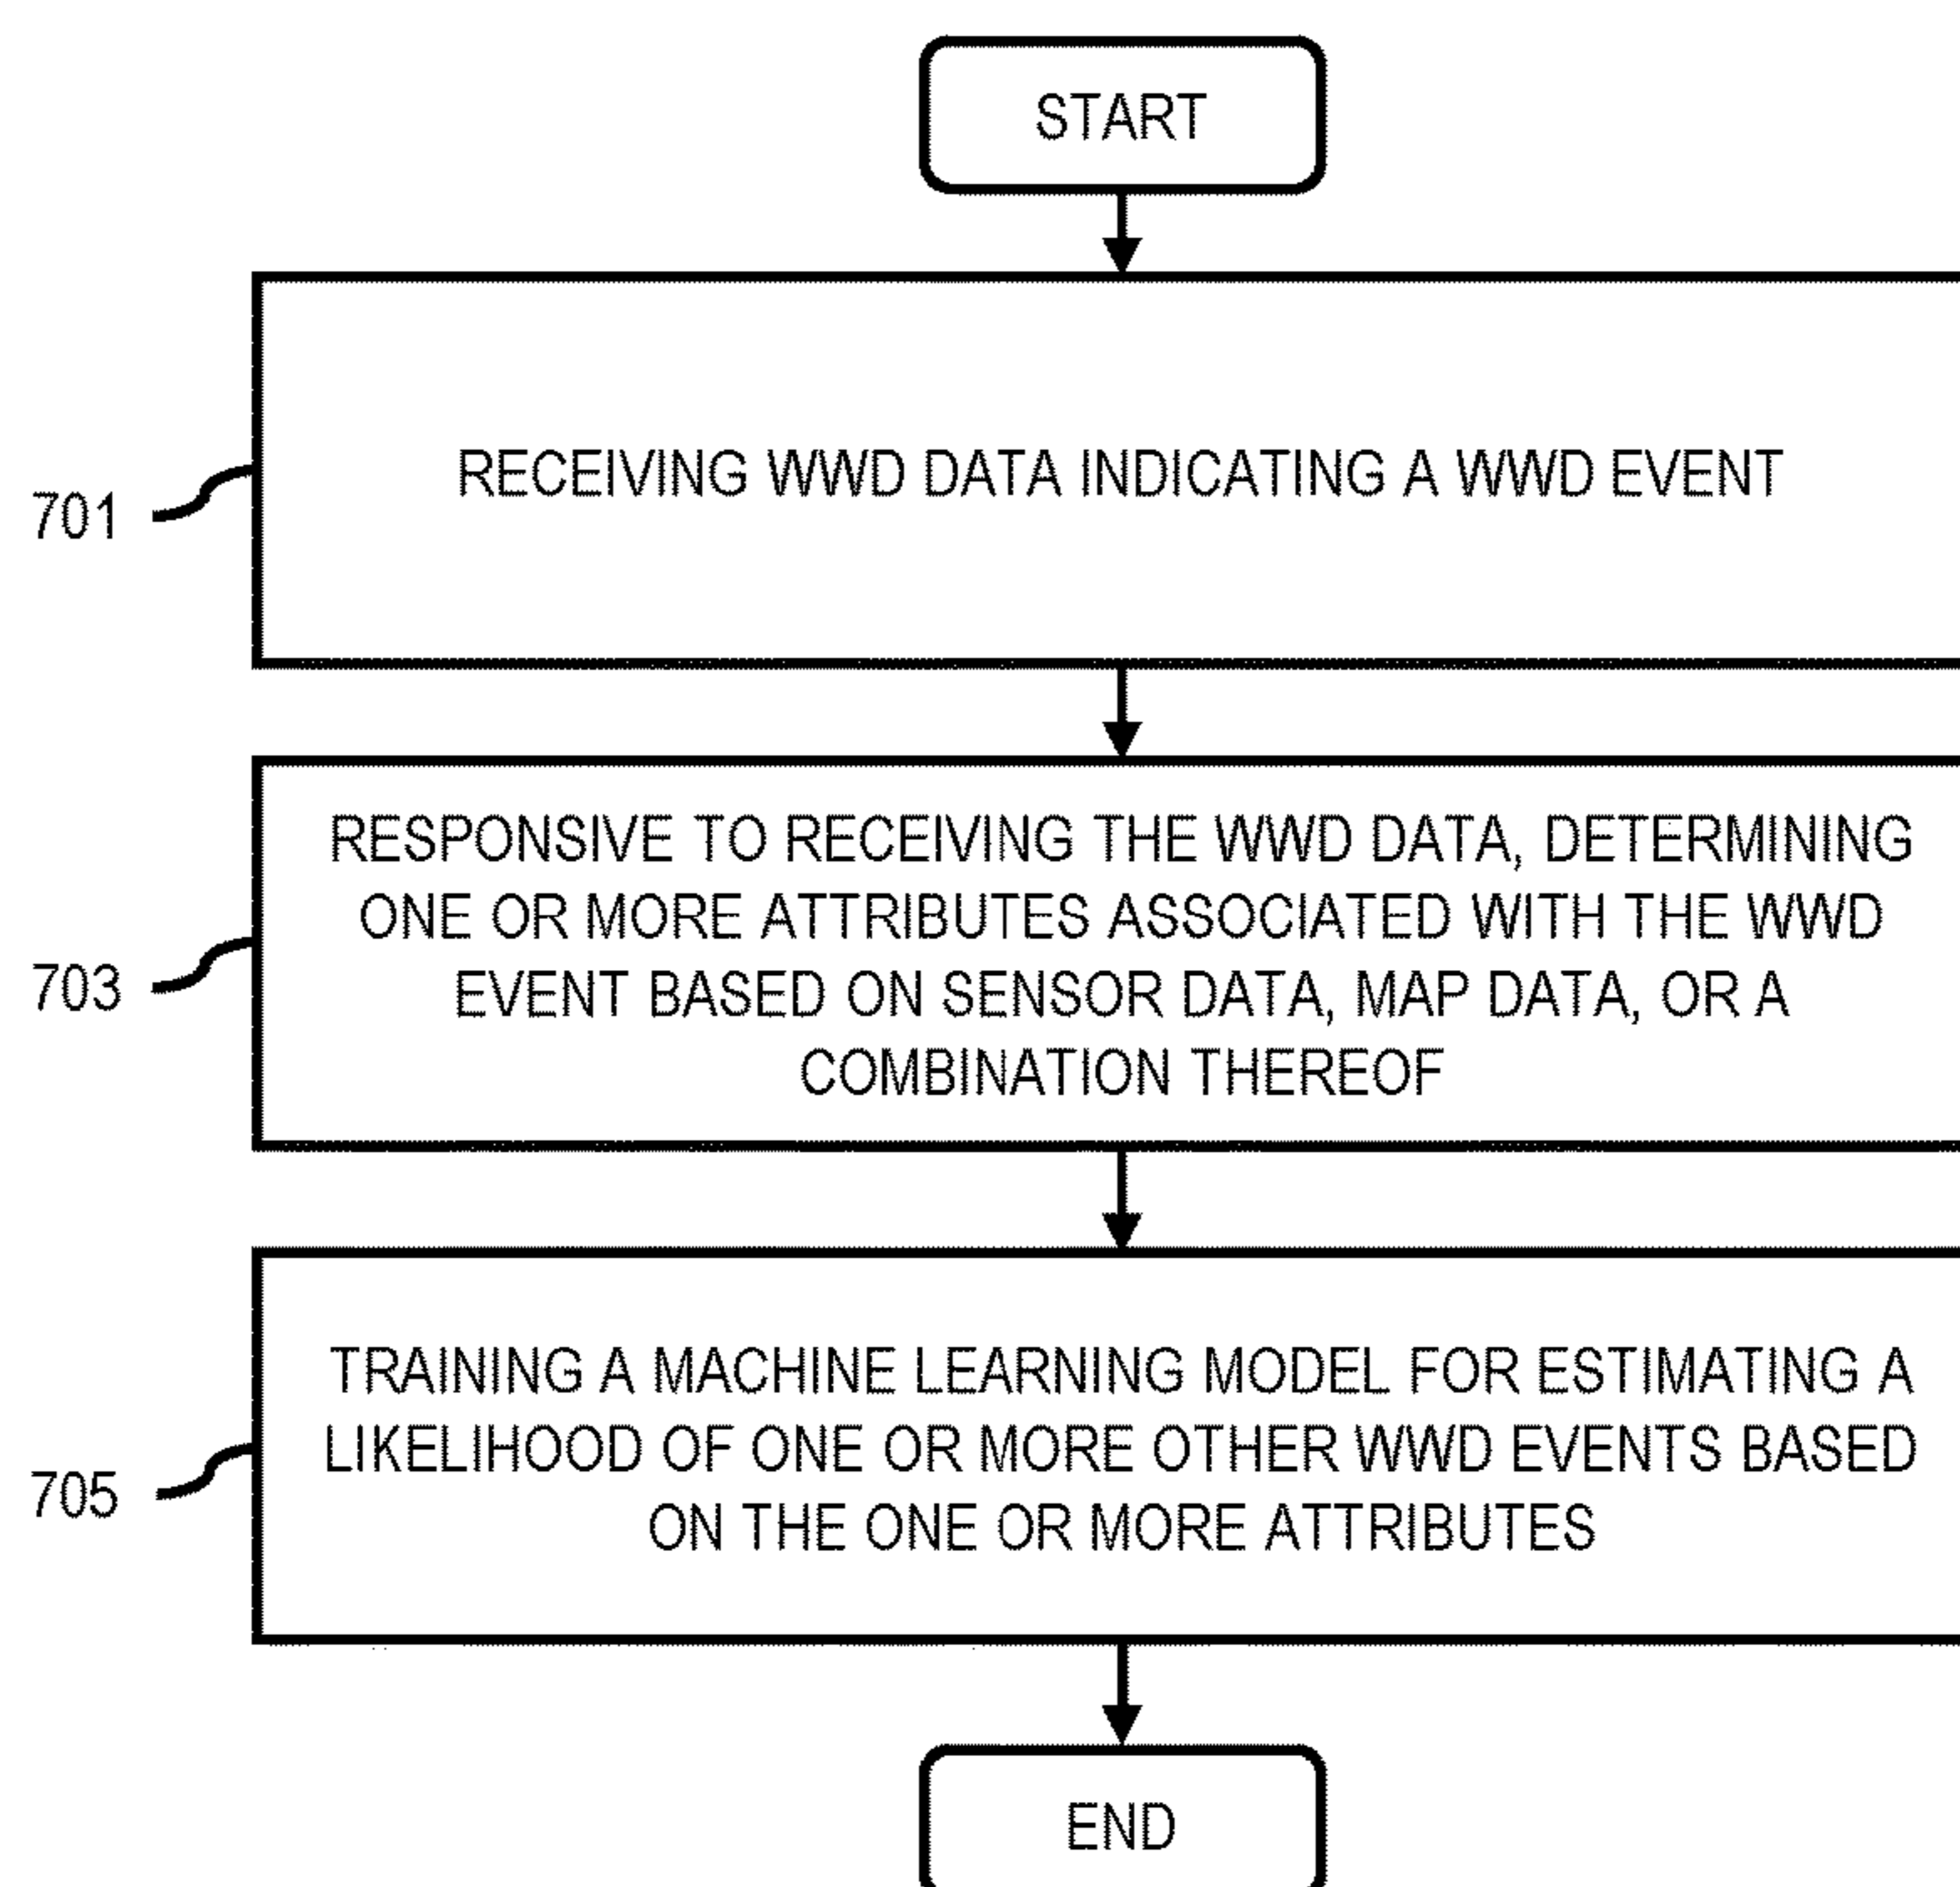 START
RECEIVING WWD DATA INDICATING A WWD EVENT
701
RESPONSIVE TO RECEIVING THE WWD DATA, DETERMINING
ONE OR MORE ATTRIBUTES ASSOCIATED WITH THE WWD
EVENT BASED ON SENSOR DATA, MAP DATA, OR A
COMBINATION THEREOF
703
TRAINING A MACHINE LEARNING MODEL FOR ESTIMATING A
LIKELIHOOD OF ONE OR MORE OTHER WWD EVENTS BASED
ON THE ONE OR MORE ATTRIBUTES
705
END